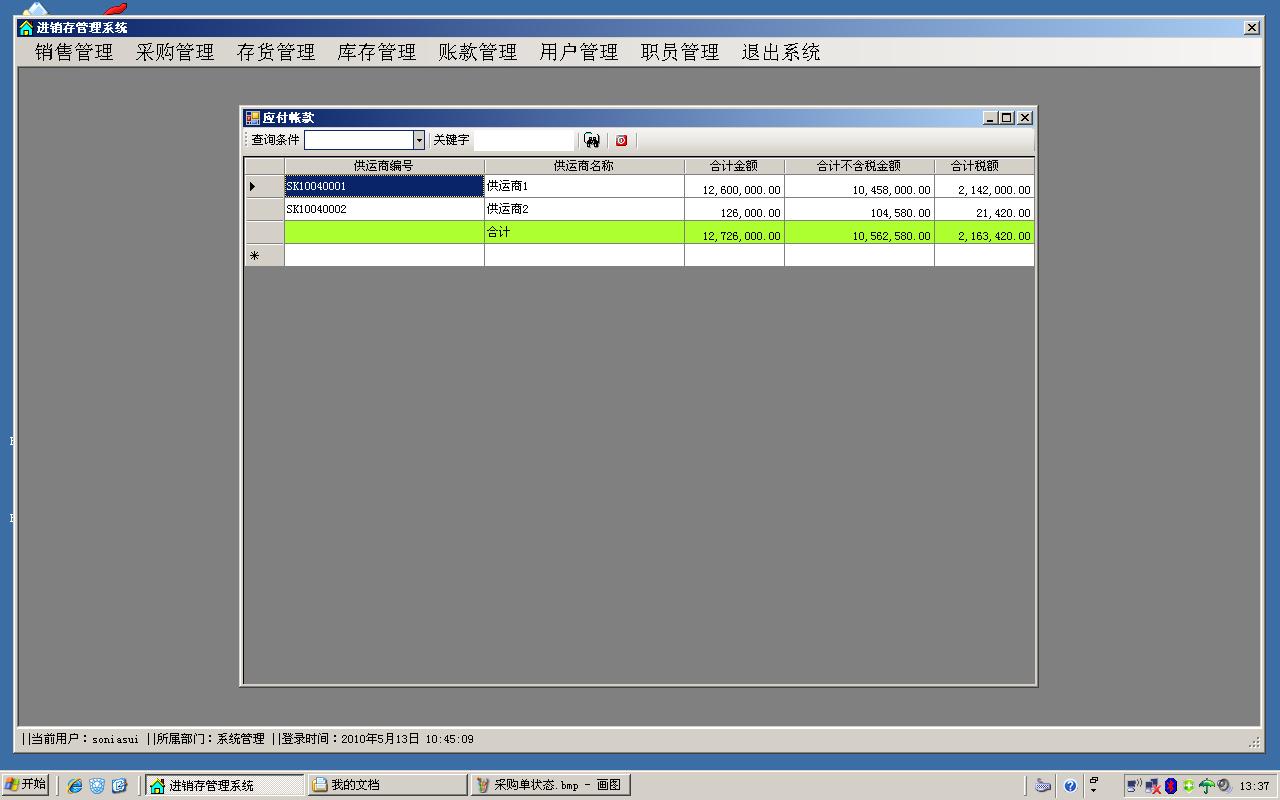 进销存管理系统
销售管理 采购管理 存货管理 库存管理 账款管理 用户管理 职员管理 退出系统
应付帐款
查询条件 关键字
供运商编号 供运商名称 合计金额 合计不含税金额 合计税额
SK10040001 供运商1 12,600,000.00 10,458,000.00 2,142,000.00
SK10040002 供运商2 126,000.00 104,580.00 21,420.00
合计 12,726,000.00 10,562,580.00 2,163,420.00
||当前用户：soniasui ||所属部门：系统管理 ||登录时间：2010年5月13日 10:45:09
开始 进销存管理系统 我的文档 采购单状态.bmp - 画图 13:37